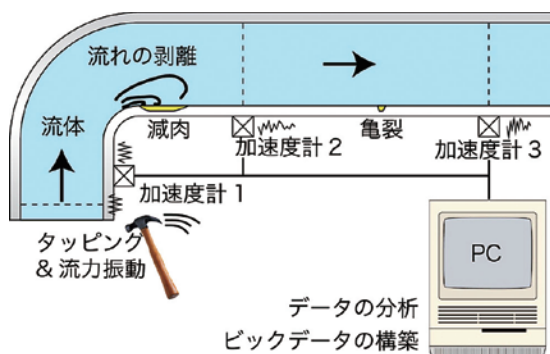 流れの剥離
流体
減肉
亀裂
加速度計2
加速度計3
加速度計1
タッピング
&流力振動
PC
データの分析
ビックデータの構築